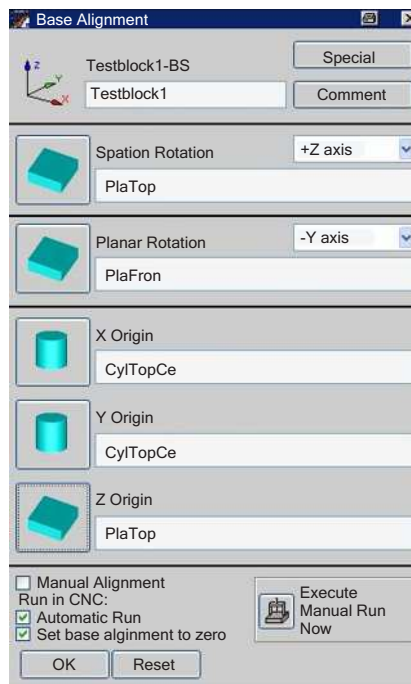 Base Alignment
Testblock1-BS
Special
Testblock1
Comment
Spation Rotation
+Z axis
PlaTop
Planar Rotation
-Y axis
PlaFron
X Origin
CylTopCe
Y Origin
CylTopCe
Z Origin
PlaTop
Manual Alignment
Run in CNC:
Automatic Run
Set base alginment to zero
Execute
Manual Run
Now
OK
Reset